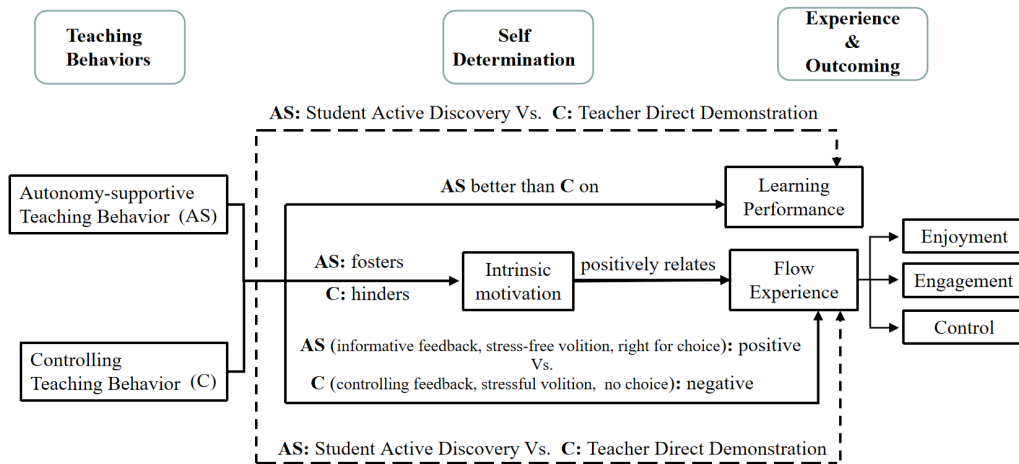 Teaching
Behaviors
Self
Determination
Experience
&
Outcoming
AS: Student Active Discovery Vs. C: Teacher Direct Demonstration
Autonomy-supportive
Teaching Behavior (AS)
AS better than C on
Learning
Performance
AS: fosters
C: hinders
Intrinsic
motivation
positively relates
Flow
Experience
Enjoyment
Engagement
Control
Controlling
Teaching Behavior (C)
AS (informative feedback, stress-free volition, right for choice): positive
Vs.
C (controlling feedback, stressful volition, no choice): negative
AS: Student Active Discovery Vs. C: Teacher Direct Demonstration